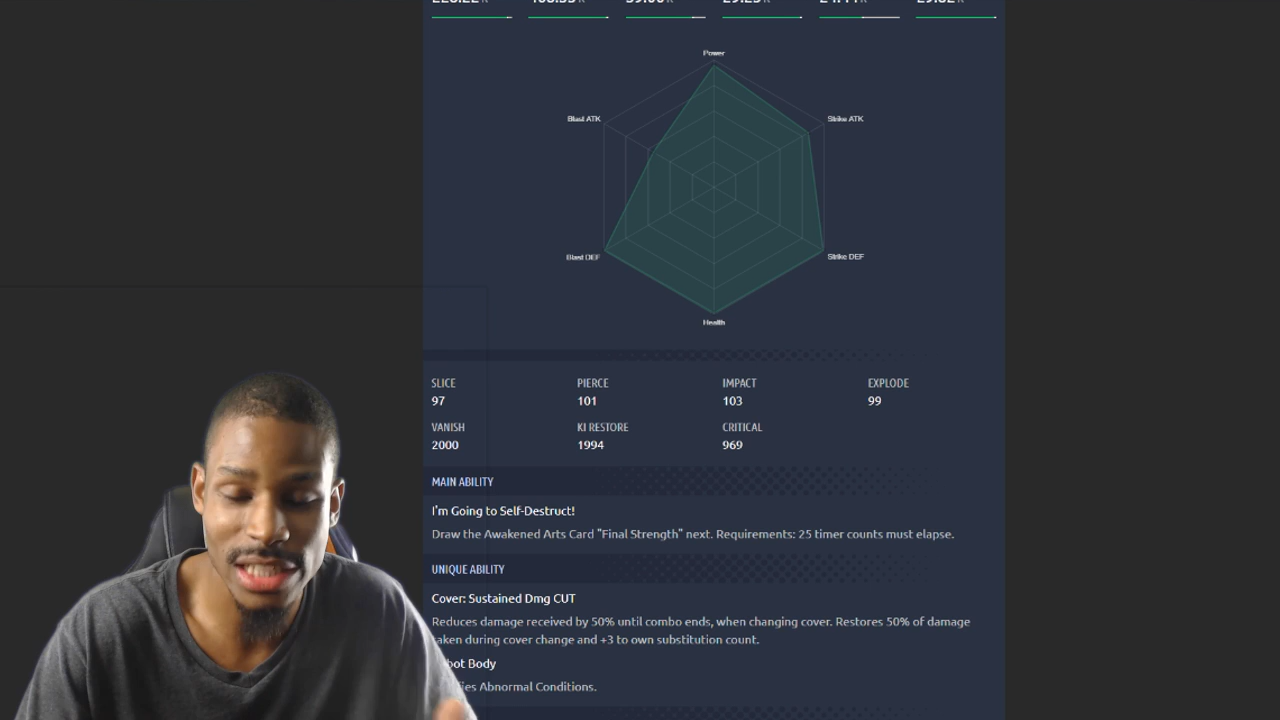 Power
Blast ATK
Strike ATK
Blast DEF
Strike DEF
Health
SLICE PIERCE IMPACT EXPLODE
97 101 103 99
VANISH KI RESTORE CRITICAL
2000 1994 969
MAIN ABILITY
I'm Going to Self-Destruct!
Draw the Awakened Arts Card "Final Strength" next. Requirements: 25 timer counts must elapse.
UNIQUE ABILITY
Cover: Sustained Dmg CUT
Reduces damage received by 50% until combo ends, when changing cover. Restores 50% of damage
taken during cover change and +3 to own substitution count.
Body
Abnormal Conditions.